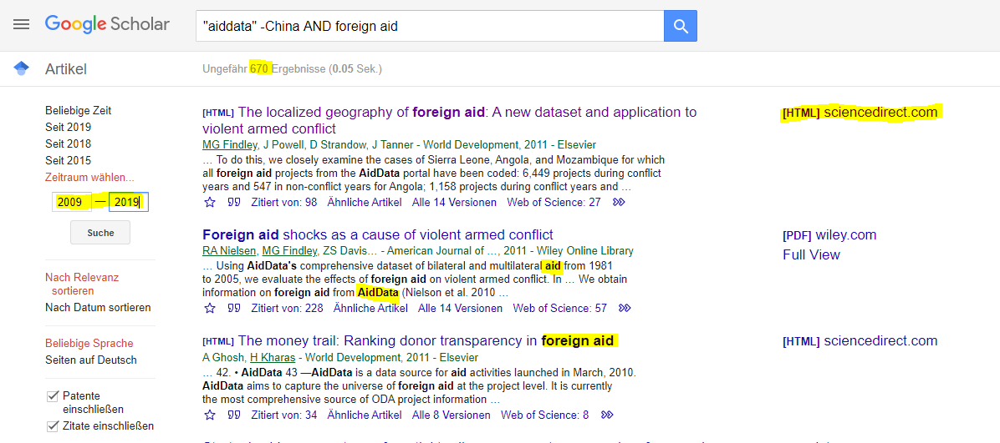 Google Scholar
"aiddata" -China AND foreign aid
Artikel
Ungefähr 670 Ergebnisse (0.05 Sek.)
Beliebige Zeit
Seit 2019
Seit 2018
Seit 2015
Zeitraum wählen...
2009 — 2019
Suche
Nach Relevanz
sortieren
Nach Datum sortieren
Beliebige Sprache
Seiten auf Deutsch
Patente
einschließen
Zitate einschließen
[HTML] The localized geography of foreign aid: A new dataset and application to
violent armed conflict
MG Findley, J Powell, D Strandow, J Tanner - World Development, 2011 - Elsevier
... To do this, we closely examine the cases of Sierra Leone, Angola, and Mozambique for which
all foreign aid projects from the AidData portal have been coded: 6,449 projects during conflict
years and 547 in non-conflict years for Angola; 1,158 projects during conflict years and ...
Zitiert von: 98 Ähnliche Artikel Alle 14 Versionen Web of Science: 27
[HTML] sciencedirect.com
Foreign aid shocks as a cause of violent armed conflict
RA Nielsen, MG Findley, ZS Davis... - American Journal of ..., 2011 - Wiley Online Library
... Using AidData's comprehensive dataset of bilateral and multilateral aid from 1981
to 2005, we evaluate the effects of foreign aid on violent armed conflict. In ... We obtain
information on foreign aid from AidData (Nielson et al. 2010 ...
Zitiert von: 228 Ähnliche Artikel Alle 14 Versionen Web of Science: 57
[PDF] wiley.com
Full View
[HTML] The money trail: Ranking donor transparency in foreign aid
A Ghosh, H Kharas - World Development, 2011 - Elsevier
... 42. • AidData 43 —AidData is a data source for aid activities launched in March, 2010.
AidData aims to capture the universe of foreign aid at the project level. It is currently
the most comprehensive source of ODA project information ...
Zitiert von: 34 Ähnliche Artikel Alle 8 Versionen Web of Science: 8
[HTML] sciencedirect.com